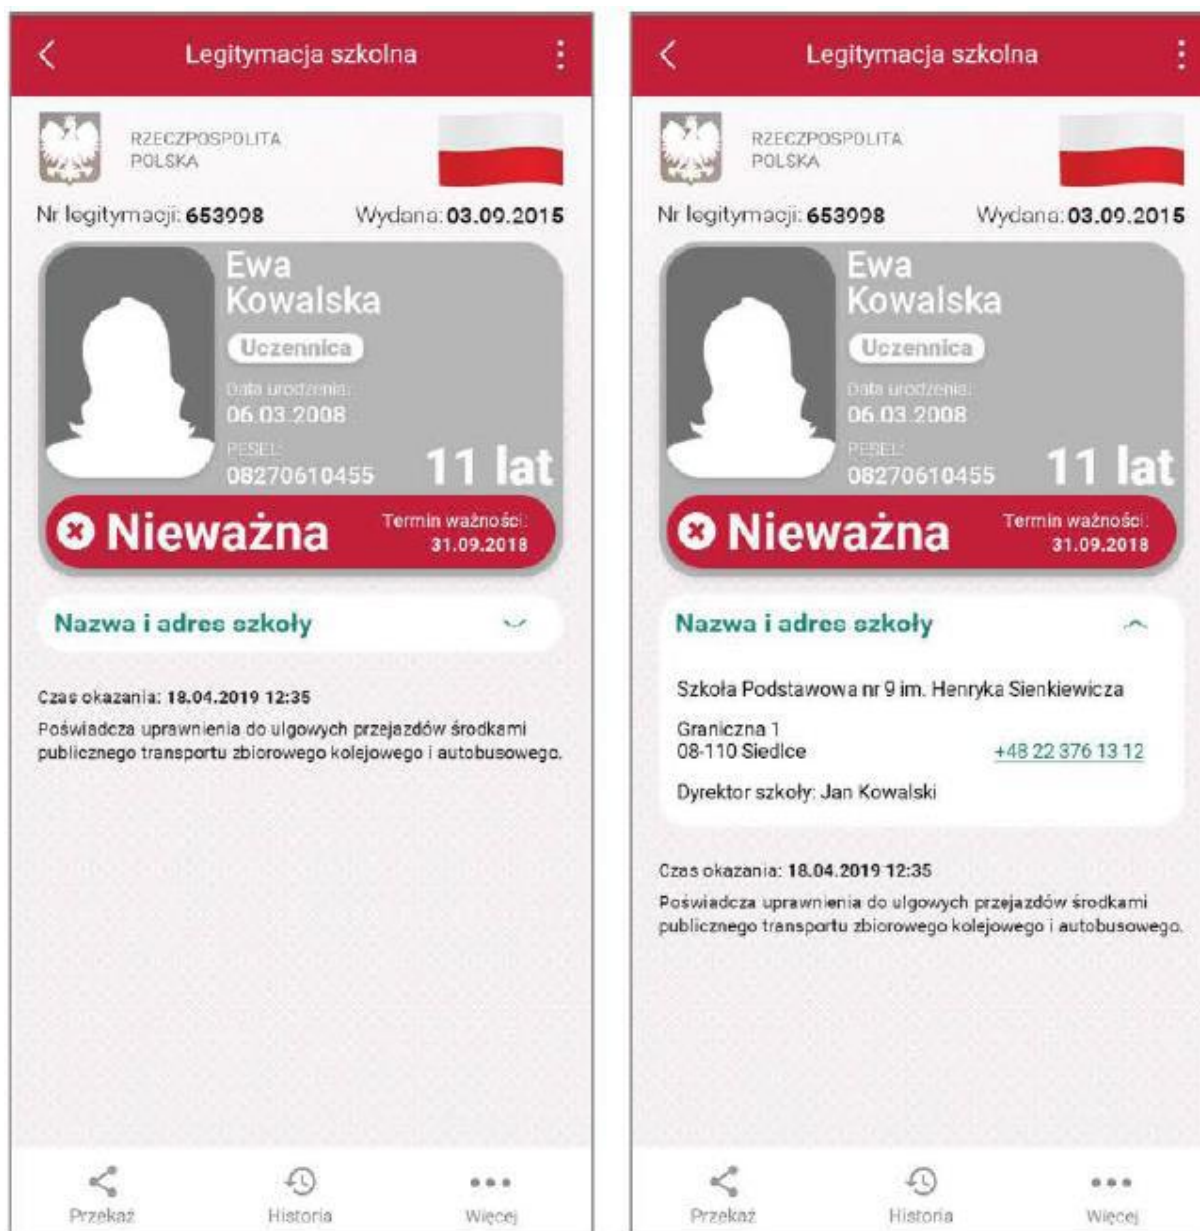 Legitymacja szkolna
RZECZPOSPOLITA
POLSKA
Nr legitymacji: 653998 Wydana: 03.09.2015
Ewa
Kowalska
Uczennica
Data urodzenia:
06.03.2008
PESEL:
08270610455
11 lat
Nieważna
Termin ważności:
31.09.2018
Nazwa i adres szkoły
Czas okazania: 18.04.2019 12:35
Poświadcza uprawnienia do ulgowych przejazdów środkami
publicznego transportu zbiorowego kolejowego i autobusowego.
Przekaż Historia Więcej
Legitymacja szkolna
RZECZPOSPOLITA
POLSKA
Nr legitymacji: 653998 Wydana: 03.09.2015
Ewa
Kowalska
Uczennica
Data urodzenia:
06.03.2008
PESEL:
08270610455
11 lat
Nieważna
Termin ważności:
31.09.2018
Nazwa i adres szkoły
Szkoła Podstawowa nr 9 im. Henryka Sienkiewicza
Graniczna 1
08-110 Siedlce +48 22 376 13 12
Dyrektor szkoły: Jan Kowalski
Czas okazania: 18.04.2019 12:35
Poświadcza uprawnienia do ulgowych przejazdów środkami
publicznego transportu zbiorowego kolejowego i autobusowego.
Przekaż Historia Więcej